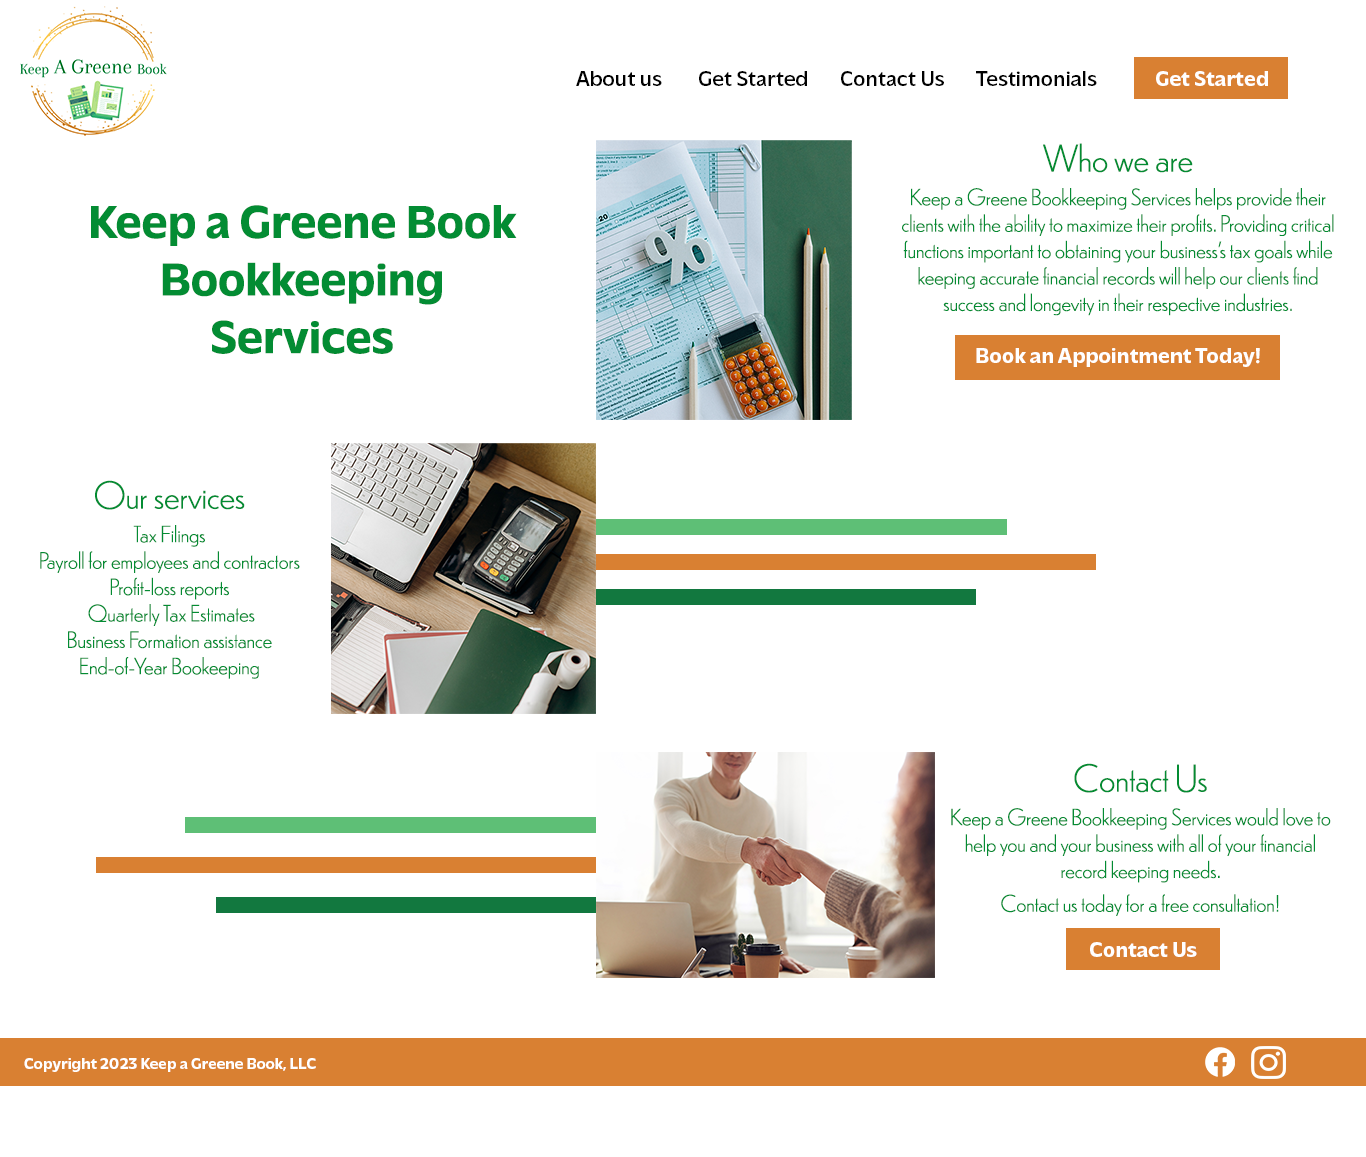 Keep A Greene Book
About us
Get Started
Contact Us
Testimonials
Get Started
Keep a Greene Book
Bookkeeping
Services
20
%
Who we are
Keep a Greene Bookkeeping Services helps provide their
clients with the ability to maximize their profits. Providing critical
functions important to obtaining your business's tax goals while
keeping accurate financial records will help our clients find
success and longevity in their respective industries.
Book an Appointment Today!
Our services
Tax Filings
Payroll for employees and contractors
Profit-loss reports
Quarterly Tax Estimates
Business Formation assistance
End-of-Year Bookeeping
Contact Us
Keep a Greene Bookkeeping Services would love to
help you and your business with all of your financial
record keeping needs.
Contact us today for a free consultation!
Contact Us
Copyright 2023 Keep a Greene Book, LLC